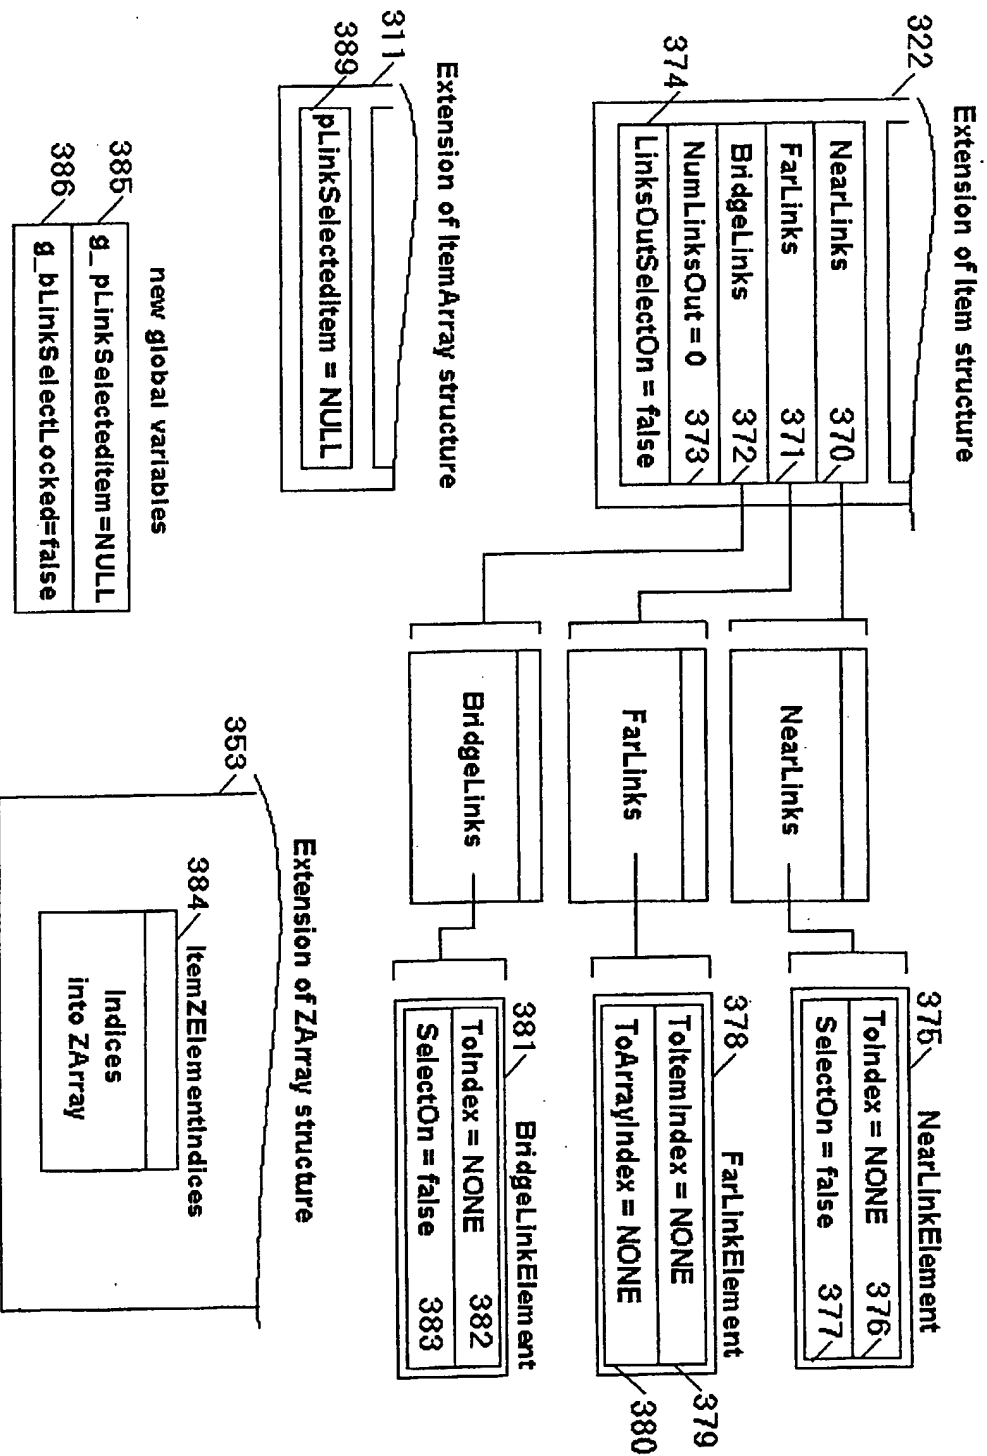 Extension of Item structure
322
NearLinks 370
FarLinks 371
BridgeLinks 372
NumLinksOut = 0 373
LinksOutSelectOn = false
374
NearLinks
FarLinks
BridgeLinks
375 NearLinkElement
ToIndex = NONE 376
SelectOn = false 377
378 FarLinkElement
ToItemIndex = NONE
ToArrayIndex = NONE
379
380
381 BridgeLinkElement
ToIndex = NONE 382
SelectOn = false 383
Extension of ItemArray structure
311
389
pLinkSelectedItem = NULL
new global variables
385
g_pLinkSelectedItem=NULL
386
g_bLinkSelectLocked=false
Extension of ZArray structure
353
384 ItemZElementIndices
Indices
into ZArray